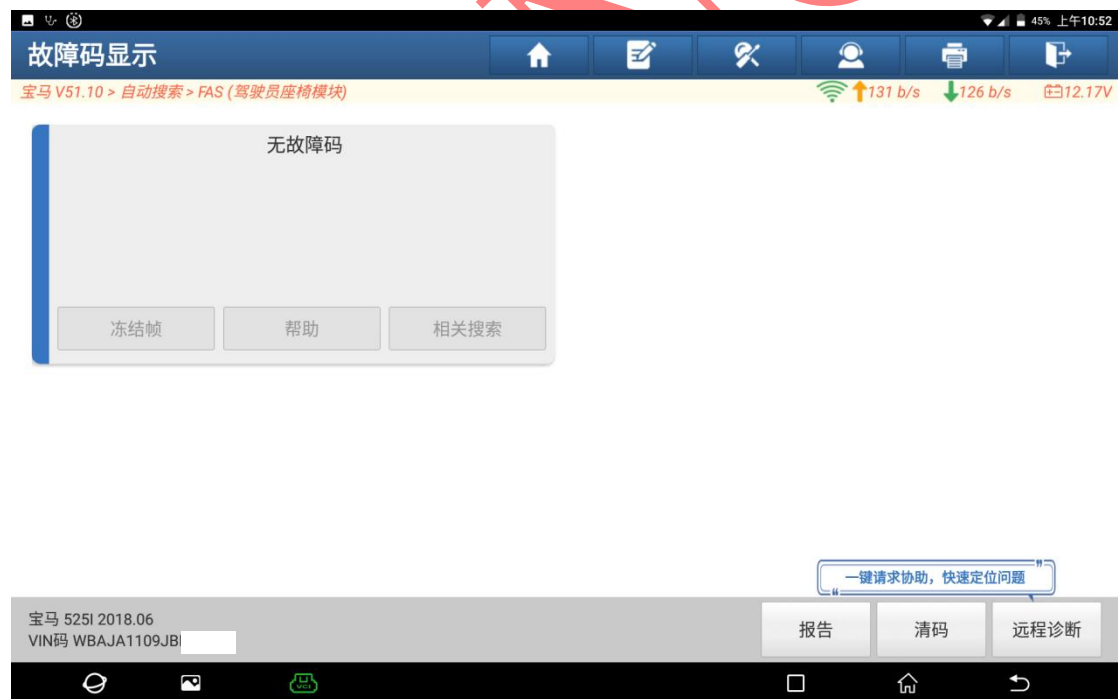 45% 上午10:52
故障码显示
宝马 V51.10 > 自动搜索 > FAS (驾驶员座椅模块)
131 b/s 126 b/s 12.17V
无故障码
冻结帧 帮助 相关搜索
一键请求协助，快速定位问题
宝马 525I 2018.06
VIN码 WBAJA1109JB
报告 清码 远程诊断
VCI